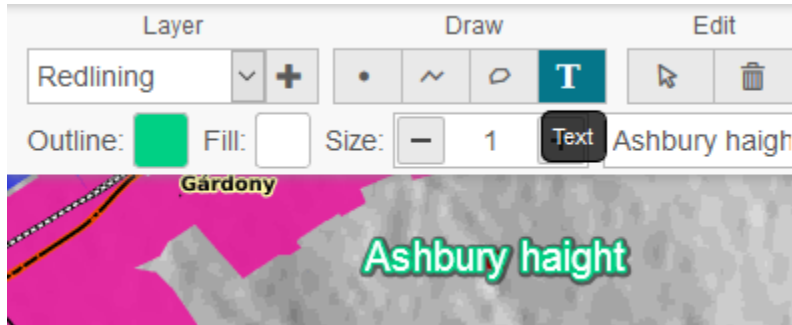 Layer Draw Edit
Redlining T
Outline: Fill: Size: 1 Text Ashbury haigh
Gárdony
Ashbury haight